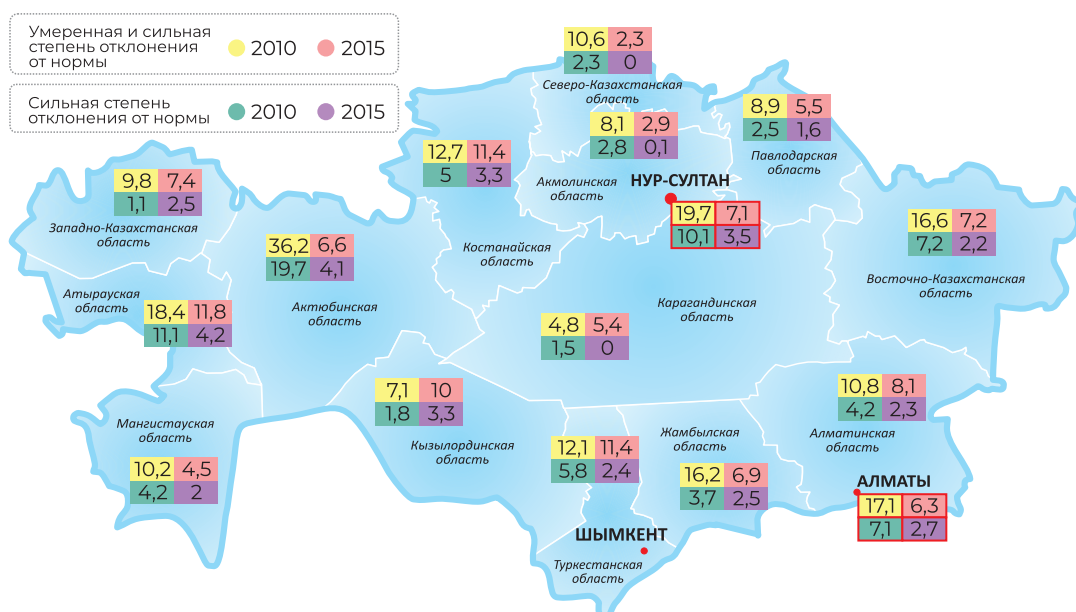 Умеренная и сильная
степень отклонения
от нормы
2010
2015
Сильная степень
отклонения от нормы
2010
2015
10,6 2,3
2,3 0
Северо-Казахстанская
область
8,1 2,9
2,8 0,1
Акмолинская
область
8,9 5,5
2,5 1,6
Павлодарская
область
12,7 11,4
5 3,3
Костанайская
область
НУР-СУЛТАН
19,7 7,1
10,1 3,5
9,8 7,4
1,1 2,5
Западно-Казахстанская
область
16,6 7,2
7,2 2,2
Восточно-Казахстанская
область
36,2 6,6
19,7 4,1
Актюбинская
область
Атырауская
область
18,4 11,8
11,1 4,2
Карагандинская
область
4,8 5,4
1,5 0
7,1 10
1,8 3,3
Кызылординская
область
10,8 8,1
4,2 2,3
Алматинская
область
Мангистауская
область
10,2 4,5
4,2 2
12,1 11,4
5,8 2,4
Жамбылская
область
16,2 6,9
3,7 2,5
АЛМАТЫ
17,1 6,3
7,1 2,7
ШЫМКЕНТ
Туркестанская
область